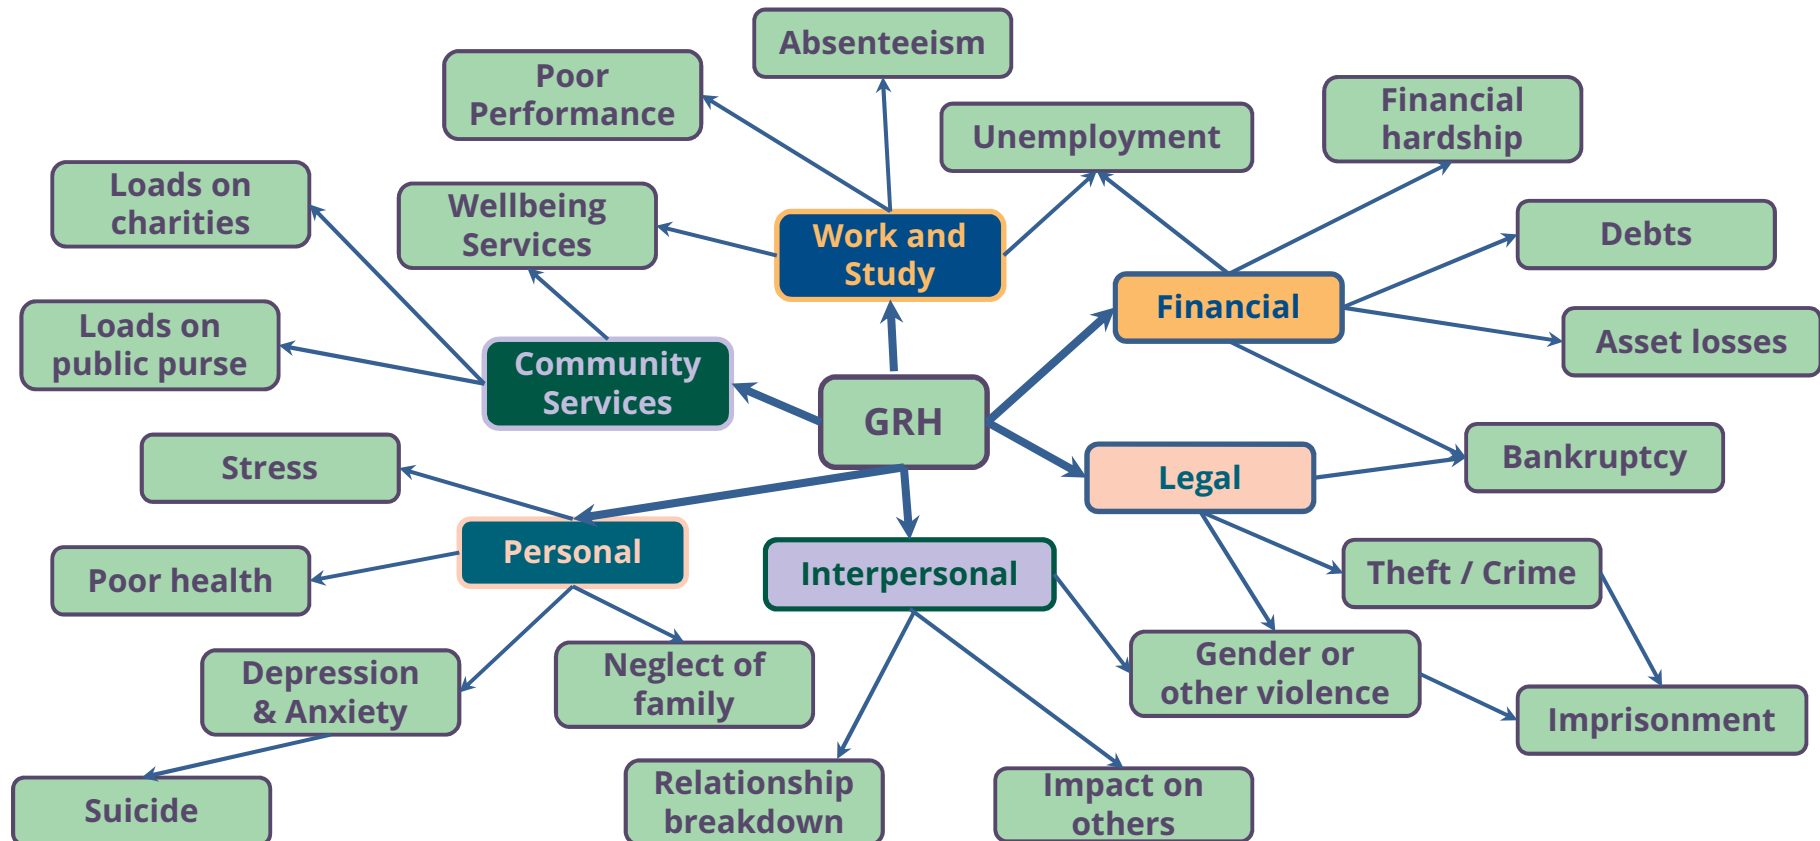 Absenteeism
Poor
Performance
Unemployment
Financial
hardship
Loads on
charities
Wellbeing
Services
Work and
Study
Debts
Financial
Loads on
public purse
Community
Services
Asset losses
GRH
Stress
Legal
Bankruptcy
Personal
Interpersonal
Theft / Crime
Poor health
Depression
& Anxiety
Neglect of
family
Gender or
other violence
Imprisonment
Suicide
Relationship
breakdown
Impact on
others